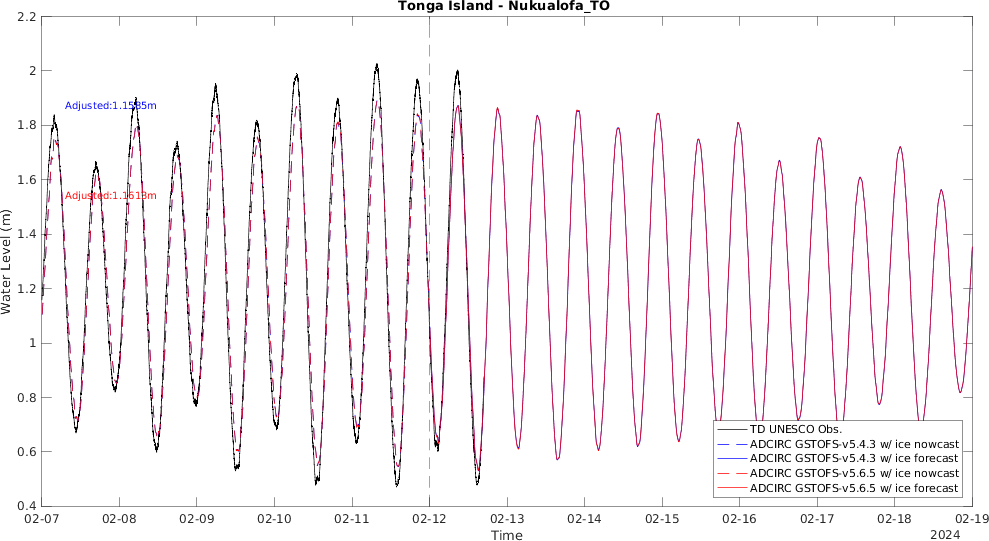 Tonga Island - Nukualofa_TO
2.2
2
1.8
1.6
1.4
1.2
1
0.8
0.6
0.4
Water Level (m)
Adjusted:1.1585m
Adjusted:1.1613m
TD UNESCO Obs.
ADCIRC GSTOFS-v5.4.3 w/ ice nowcast
ADCIRC GSTOFS-v5.4.3 w/ ice forecast
ADCIRC GSTOFS-v5.6.5 w/ ice nowcast
ADCIRC GSTOFS-v5.6.5 w/ ice forecast
02-07 02-08 02-09 02-10 02-11 02-12 02-13 02-14 02-15 02-16 02-17 02-18 02-19
Time
2024